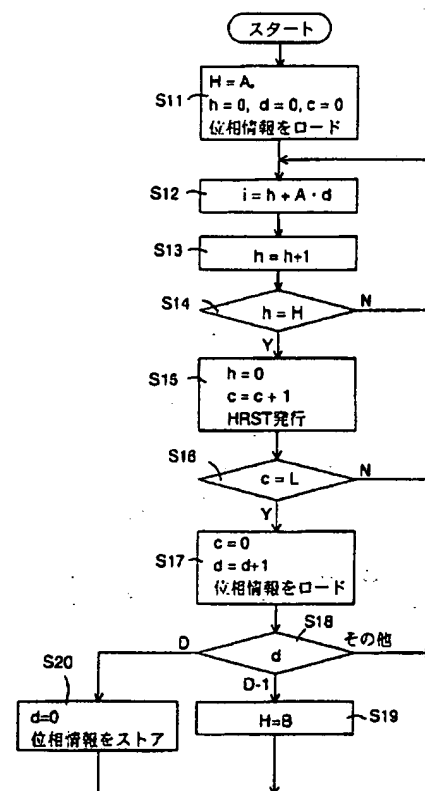 スタート
S11
H=A。
h=0, d=0, c=0
位相情報をロード
S12
i=h+A・d
S13
h=h+1
S14
h=H
N
Y
S15
h=0
c=c+1
HRST発行
S16
c=L
N
Y
S17
c=0
d=d+1
位相情報をロード
S18
d
D
その他
D-1
S20
d=0
位相情報をストア
H=B
S19